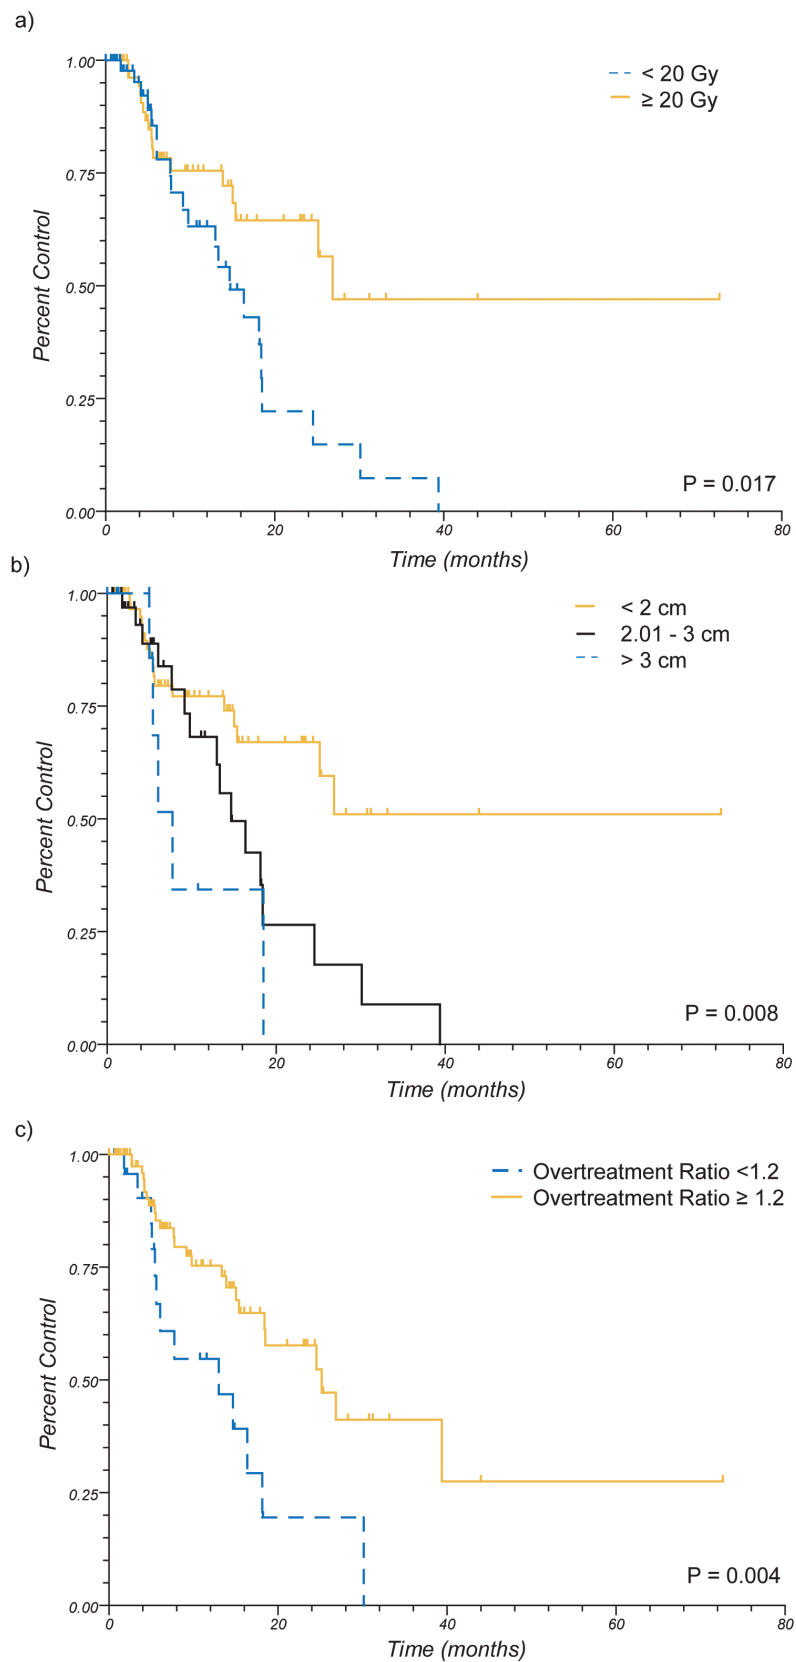 a)
1.00
< 20 Gy
≥ 20 Gy
0.75
Percent Control
0.50
0.25
P = 0.017
0.00
0 20 40 60 80
Time (months)
b)
1.00
< 2 cm
2.01 - 3 cm
> 3 cm
0.75
Percent Control
0.50
0.25
P = 0.008
0.00
0 20 40 60 80
Time (months)
c)
1.00
Overtreatment Ratio <1.2
Overtreatment Ratio ≥ 1.2
0.75
Percent Control
0.50
0.25
P = 0.004
0.00
0 20 40 60 80
Time (months)